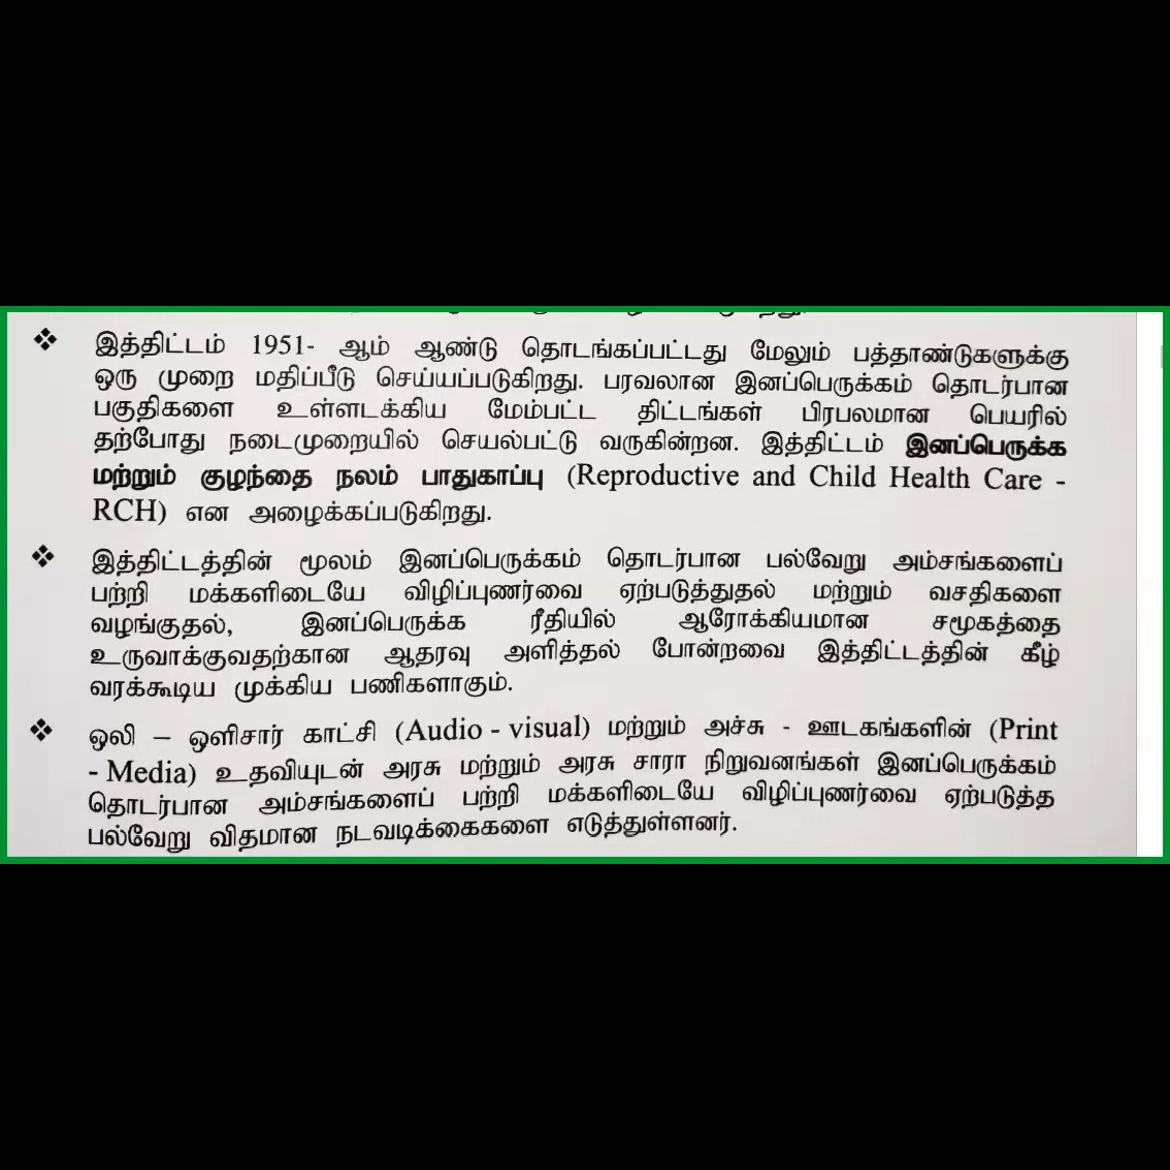 ❖ இத்திட்டம் 1951- ஆம் ஆண்டு தொடங்கப்பட்டது மேலும் பத்தாண்டுகளுக்கு
ஒரு முறை மதிப்பீடு செய்யப்படுகிறது. பரவலான இனப்பெருக்கம் தொடர்பான
பகுதிகளை உள்ளடக்கிய மேம்பட்ட திட்டங்கள் பிரபலமான பெயரில்
தற்போது நடைமுறையில் செயல்பட்டு வருகின்றன. இத்திட்டம் இனப்பெருக்க
மற்றும் குழந்தை நலம் பாதுகாப்பு (Reproductive and Child Health Care -
RCH) என அழைக்கப்படுகிறது.
❖ இத்திட்டத்தின் மூலம் இனப்பெருக்கம் தொடர்பான பல்வேறு அம்சங்களைப்
பற்றி மக்களிடையே விழிப்புணர்வை ஏற்படுத்துதல் மற்றும் வசதிகளை
வழங்குதல், இனப்பெருக்க ரீதியில் ஆரோக்கியமான சமூகத்தை
உருவாக்குவதற்கான ஆதரவு அளித்தல் போன்றவை இத்திட்டத்தின் கீழ்
வரக்கூடிய முக்கிய பணிகளாகும்.
❖ ஒலி – ஒளிசார் காட்சி (Audio - visual) மற்றும் அச்சு - ஊடகங்களின் (Print
- Media) உதவியுடன் அரசு மற்றும் அரசு சாரா நிறுவனங்கள் இனப்பெருக்கம்
தொடர்பான அம்சங்களைப் பற்றி மக்களிடையே விழிப்புணர்வை ஏற்படுத்த
பல்வேறு விதமான நடவடிக்கைகளை எடுத்துள்ளனர்.